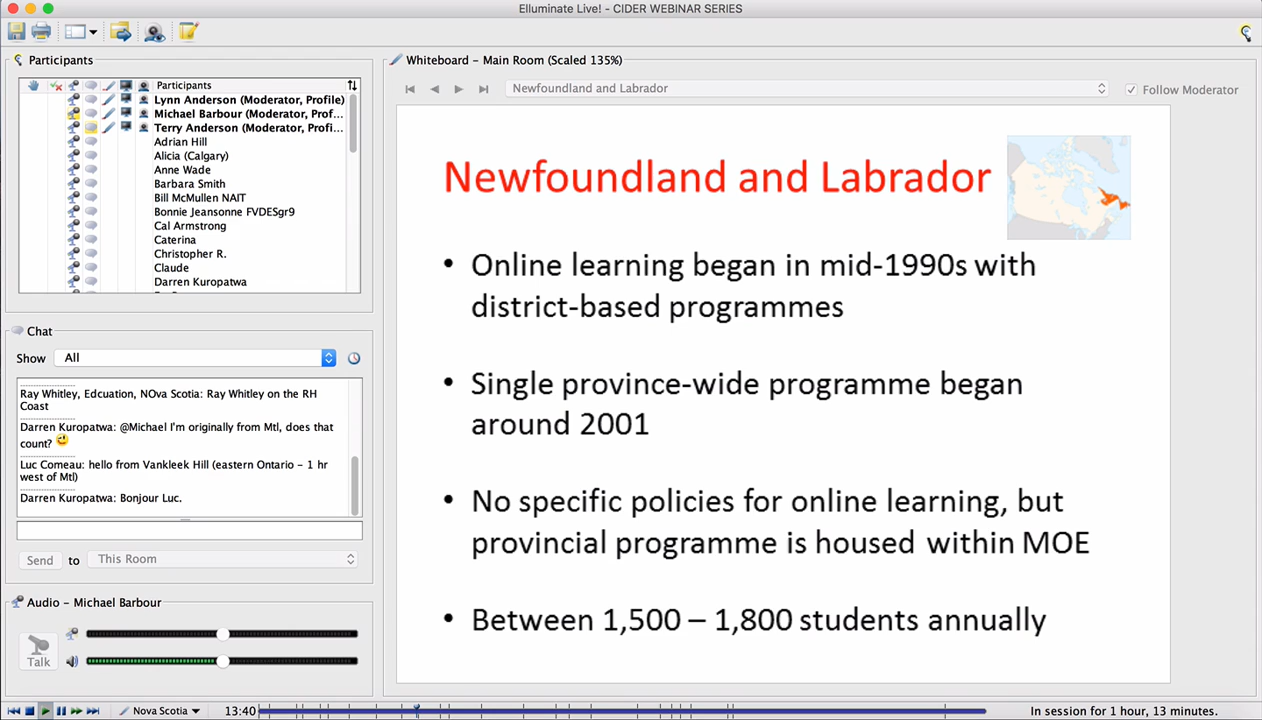 Elluminate Live! - CIDER WEBINAR SERIES
Participants
Participants
Lynn Anderson (Moderator, Profile)
Michael Barbour (Moderator, Prof...
Terry Anderson (Moderator, Profi...
Adrian Hill
Alicia (Calgary)
Anne Wade
Barbara Smith
Bill McMullen NAIT
Bonnie Jeansonne FVDESgr9
Cal Armstrong
Caterina
Christopher R.
Claude
Darren Kuropatwa
Chat
Show All
Ray Whitley, Edcuation, NOva Scotia: Ray Whitley on the RH
Coast
Darren Kuropatwa: @Michael I'm originally from Mtl, does that
count?
Luc Comeau: hello from Vankleek Hill (eastern Ontario - 1 hr
west of Mtl)
Darren Kuropatwa: Bonjour Luc.
Send to This Room
Audio - Michael Barbour
Talk
Whiteboard - Main Room (Scaled 135%)
Newfoundland and Labrador
Follow Moderator
Newfoundland and Labrador
• Online learning began in mid-1990s with
district-based programmes
• Single province-wide programme began
around 2001
• No specific policies for online learning, but
provincial programme is housed within MOE
• Between 1,500 – 1,800 students annually
Nova Scotia
13:40
In session for 1 hour, 13 minutes.